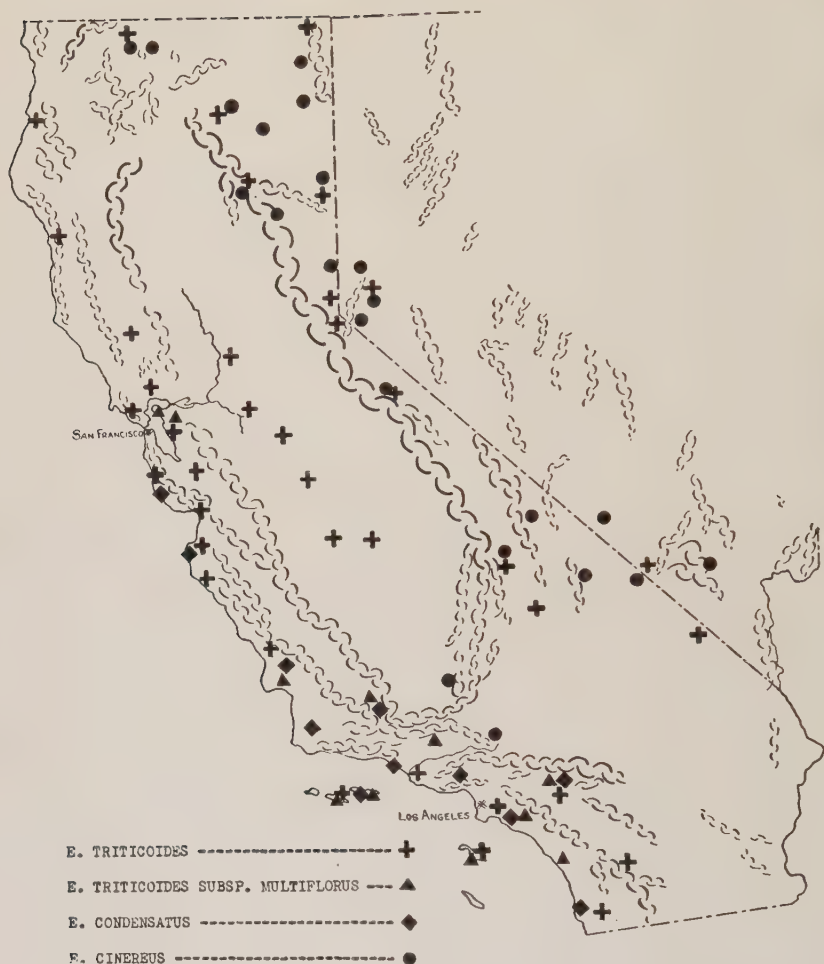 SAN FRANCISCO
LOS ANGELES
E. TRITICOIDES
E. TRITICOIDES SUBSP. MULTIFLORUS
E. CONDENSATUS
E. CINEREUS